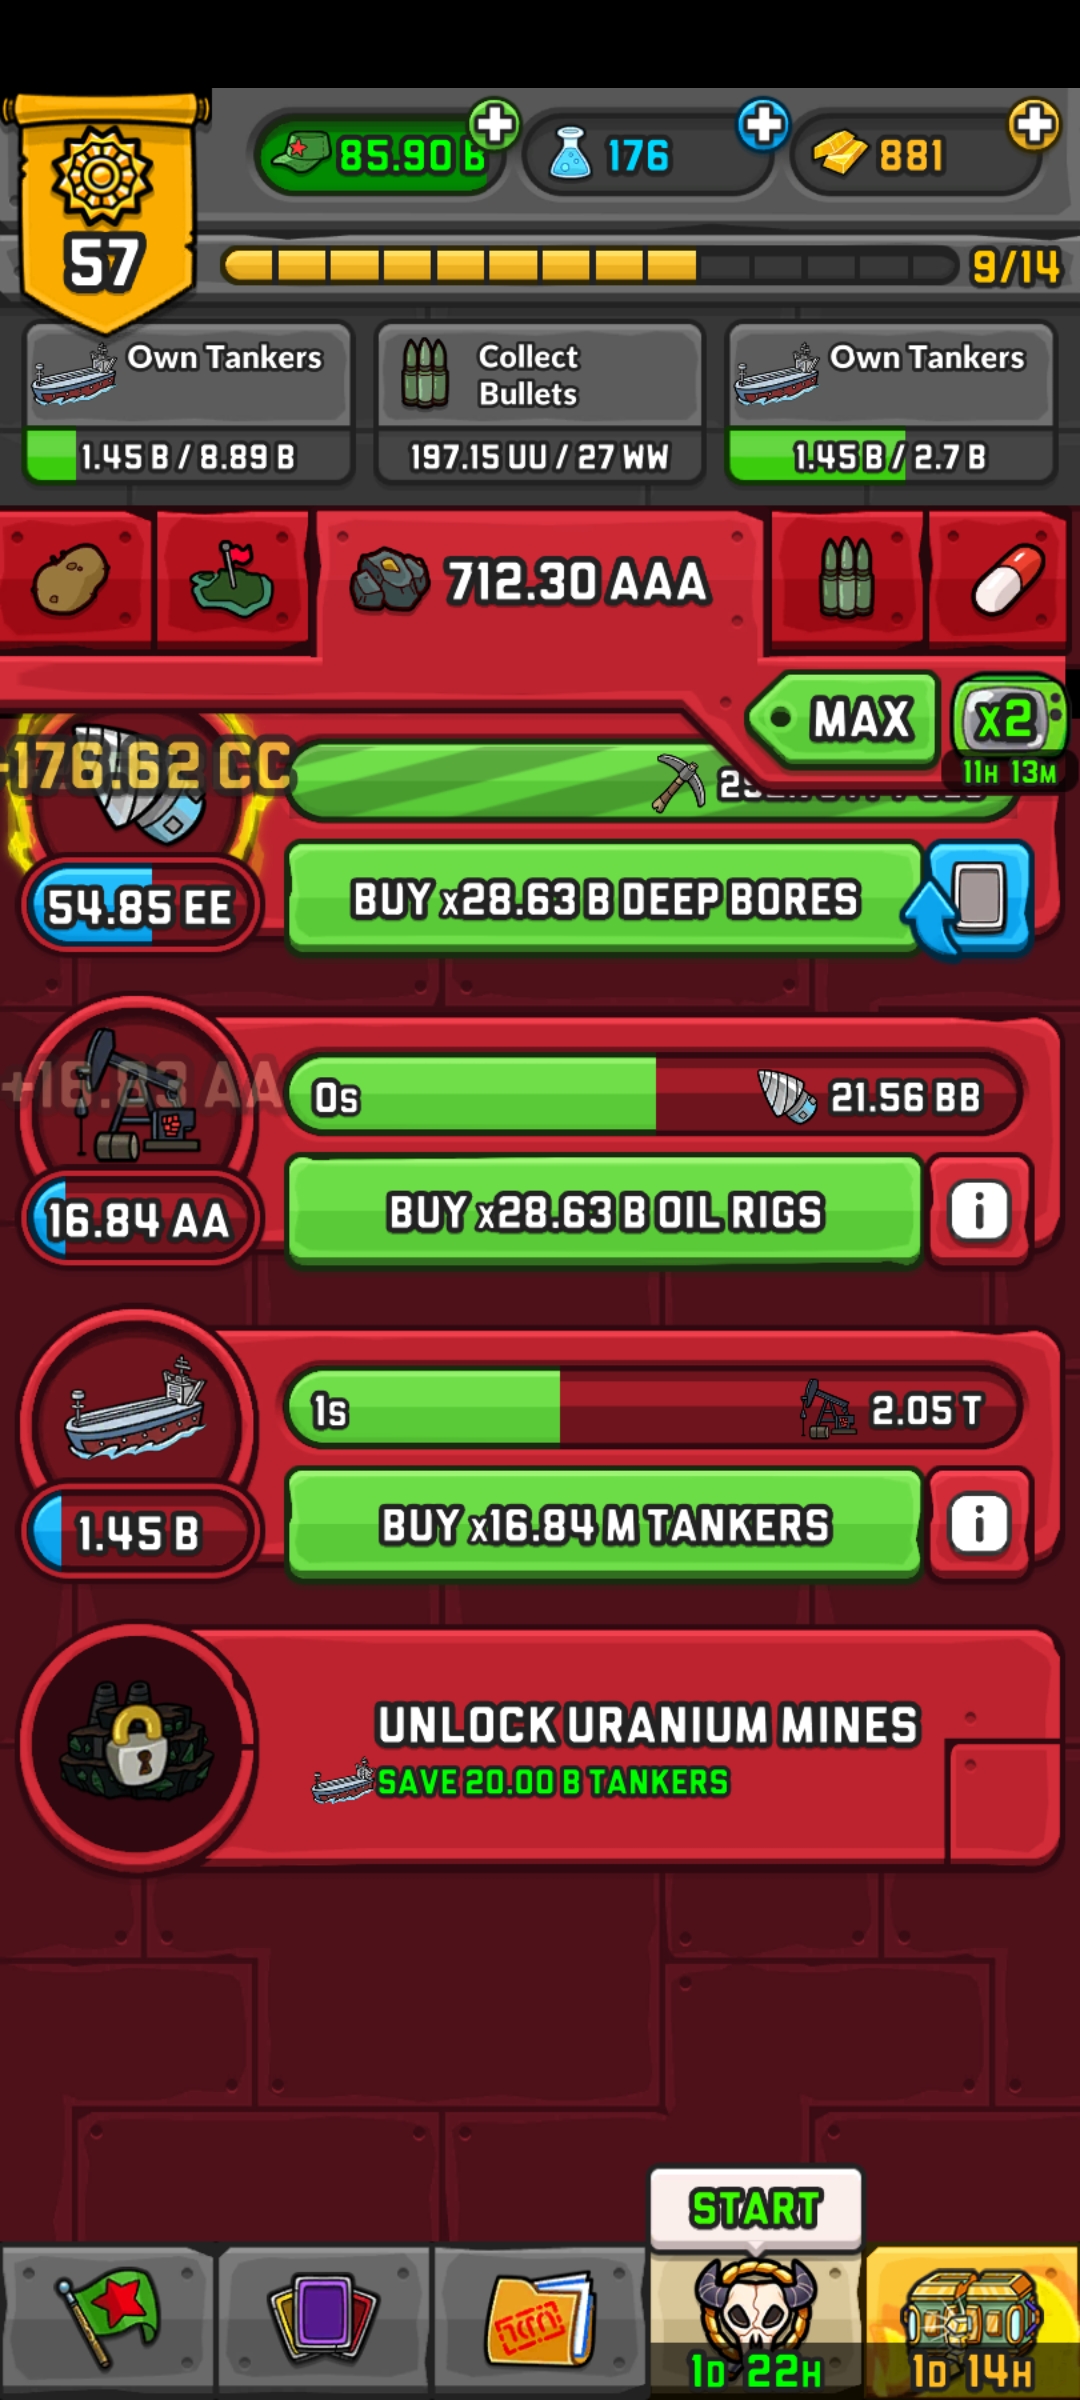 85.90 B
176
881
57
9/14
Own Tankers
1.45 B / 8.89 B
Collect
Bullets
197.15 UU / 27 WW
Own Tankers
1.45 B / 2.7 B
712.30 AAA
MAX
x2
11H 13M
176.62 CC
54.85 EE
BUY x28.63 B DEEP BORES
+16.83 AA
0s
21.56 BB
16.84 AA
BUY x28.63 B OIL RIGS
i
1s
2.05 T
1.45 B
BUY x16.84 M TANKERS
i
UNLOCK URANIUM MINES
SAVE 20.00 B TANKERS
START
1D 22H
1D 14H